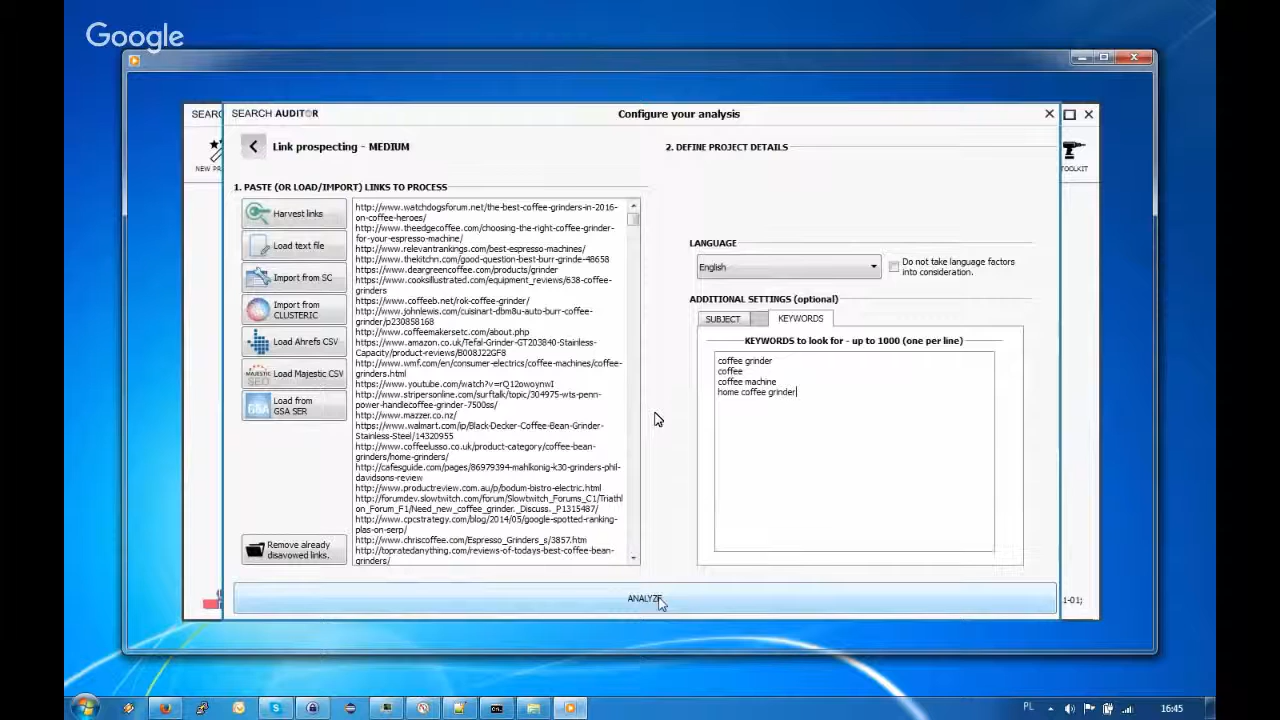 Google
SEARC
SEARCH AUDITOR
Configure your analysis
NEW PR
TOOLKIT
Link prospecting - MEDIUM
2. DEFINE PROJECT DETAILS
1. PASTE (OR LOAD/IMPORT) LINKS TO PROCESS
Harvest links
Load text file
Import from SC
Import from
CLUSTERIC
Load Ahrefs CSV
MAJESTIC
SEO
Load Majestic CSV
GSA
Load from
GSA SER
Remove already
disavowed links.
http://www.watchdogsforum.net/the-best-coffee-grinders-in-2016-
on-coffee-heroes/
http://www.theedgecoffee.com/choosing-the-right-coffee-grinder-
for-your-espresso-machine/
http://www.relevantrankings.com/best-espresso-machines/
http://www.thekitchn.com/good-question-best-burr-grinde-48658
https://www.deargreencoffee.com/products/grinder
https://www.cooksillustrated.com/equipment_reviews/638-coffee-
grinders
https://www.coffeeb.net/rok-coffee-grinder/
http://www.johnlewis.com/cuisinart-dbm8u-auto-burr-coffee-
grinder/p230858168
http://www.coffeemakersetc.com/about.php
https://www.amazon.co.uk/Tefal-Grinder-GT203840-Stainless-
Capacity/product-reviews/B008J22GF8
http://www.wmf.com/en/consumer-electrics/coffee-machines/coffee-
grinders.html
https://www.youtube.com/watch?v=rQ12owoynwI
http://www.stripersonline.com/surftalk/topic/304975-wts-penn-
power-handlecoffee-grinder-7500ss/
http://www.mazzer.co.nz/
https://www.walmart.com/ip/Black-Decker-Coffee-Bean-Grinder-
Stainless-Steel/14320955
http://www.coffeelusso.co.uk/product-category/coffee-bean-
grinders/home-grinders/
http://cafesguide.com/pages/86979394-mahlkonig-k30-grinders-phil-
davidsons-review
http://www.productreview.com.au/p/bodum-bistro-electric.html
http://forumdev.slowtwitch.com/forum/Slowtwitch_Forums_C1/Triathl
on_Forum_F1/Need_new_coffee_grinder._Discuss._P1315487/
http://www.cpcstrategy.com/blog/2014/05/google-spotted-ranking-
plas-on-serp/
http://www.chriscoffee.com/Espresso_Grinders_s/3857.htm
http://topratedanything.com/reviews-of-todays-best-coffee-bean-
grinders/
LANGUAGE
English
Do not take language factors
into consideration.
ADDITIONAL SETTINGS (optional)
SUBJECT
KEYWORDS
KEYWORDS to look for - up to 1000 (one per line)
coffee grinder
coffee
coffee machine
home coffee grinder
ANALYZE
1-01;
PL
16:45